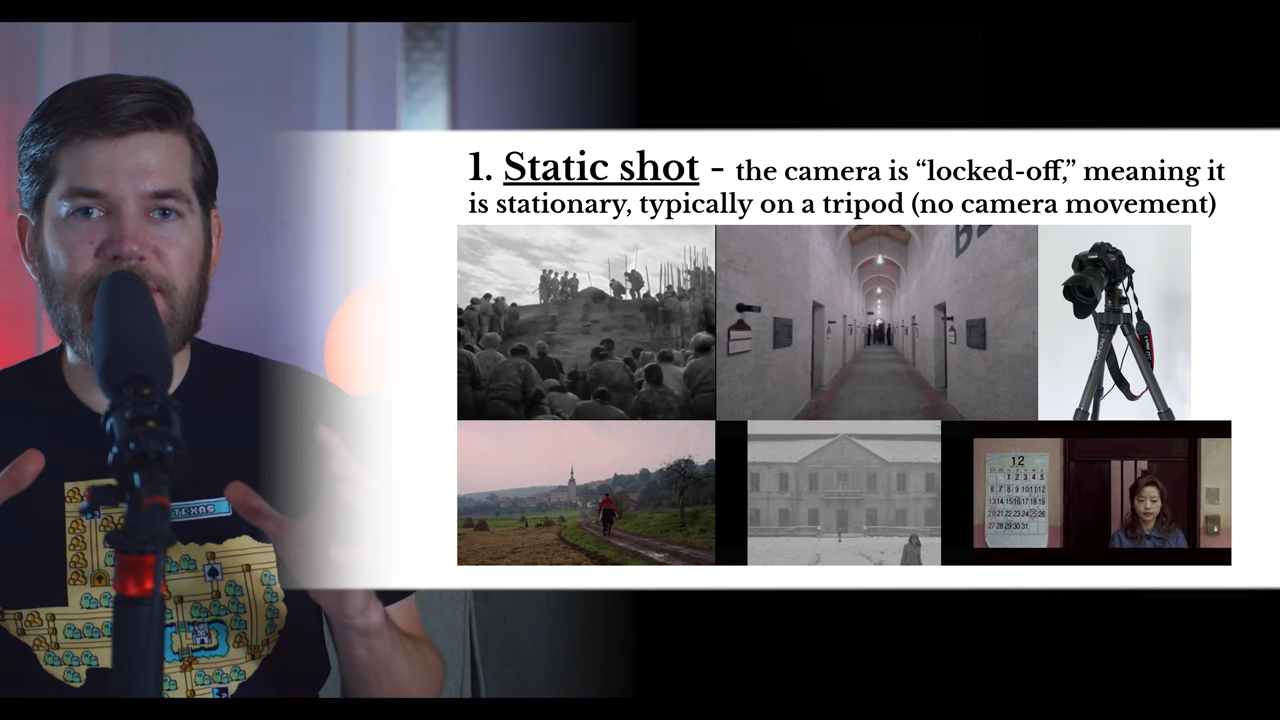 1. Static shot - the camera is “locked-off,” meaning it
is stationary, typically on a tripod (no camera movement)
TEXAS
12
1 2 3 4 5
6 7 8 9 10 11 12
13 14 15 16 17 18 19
20 21 22 23 24 25 26
27 28 29 30 31